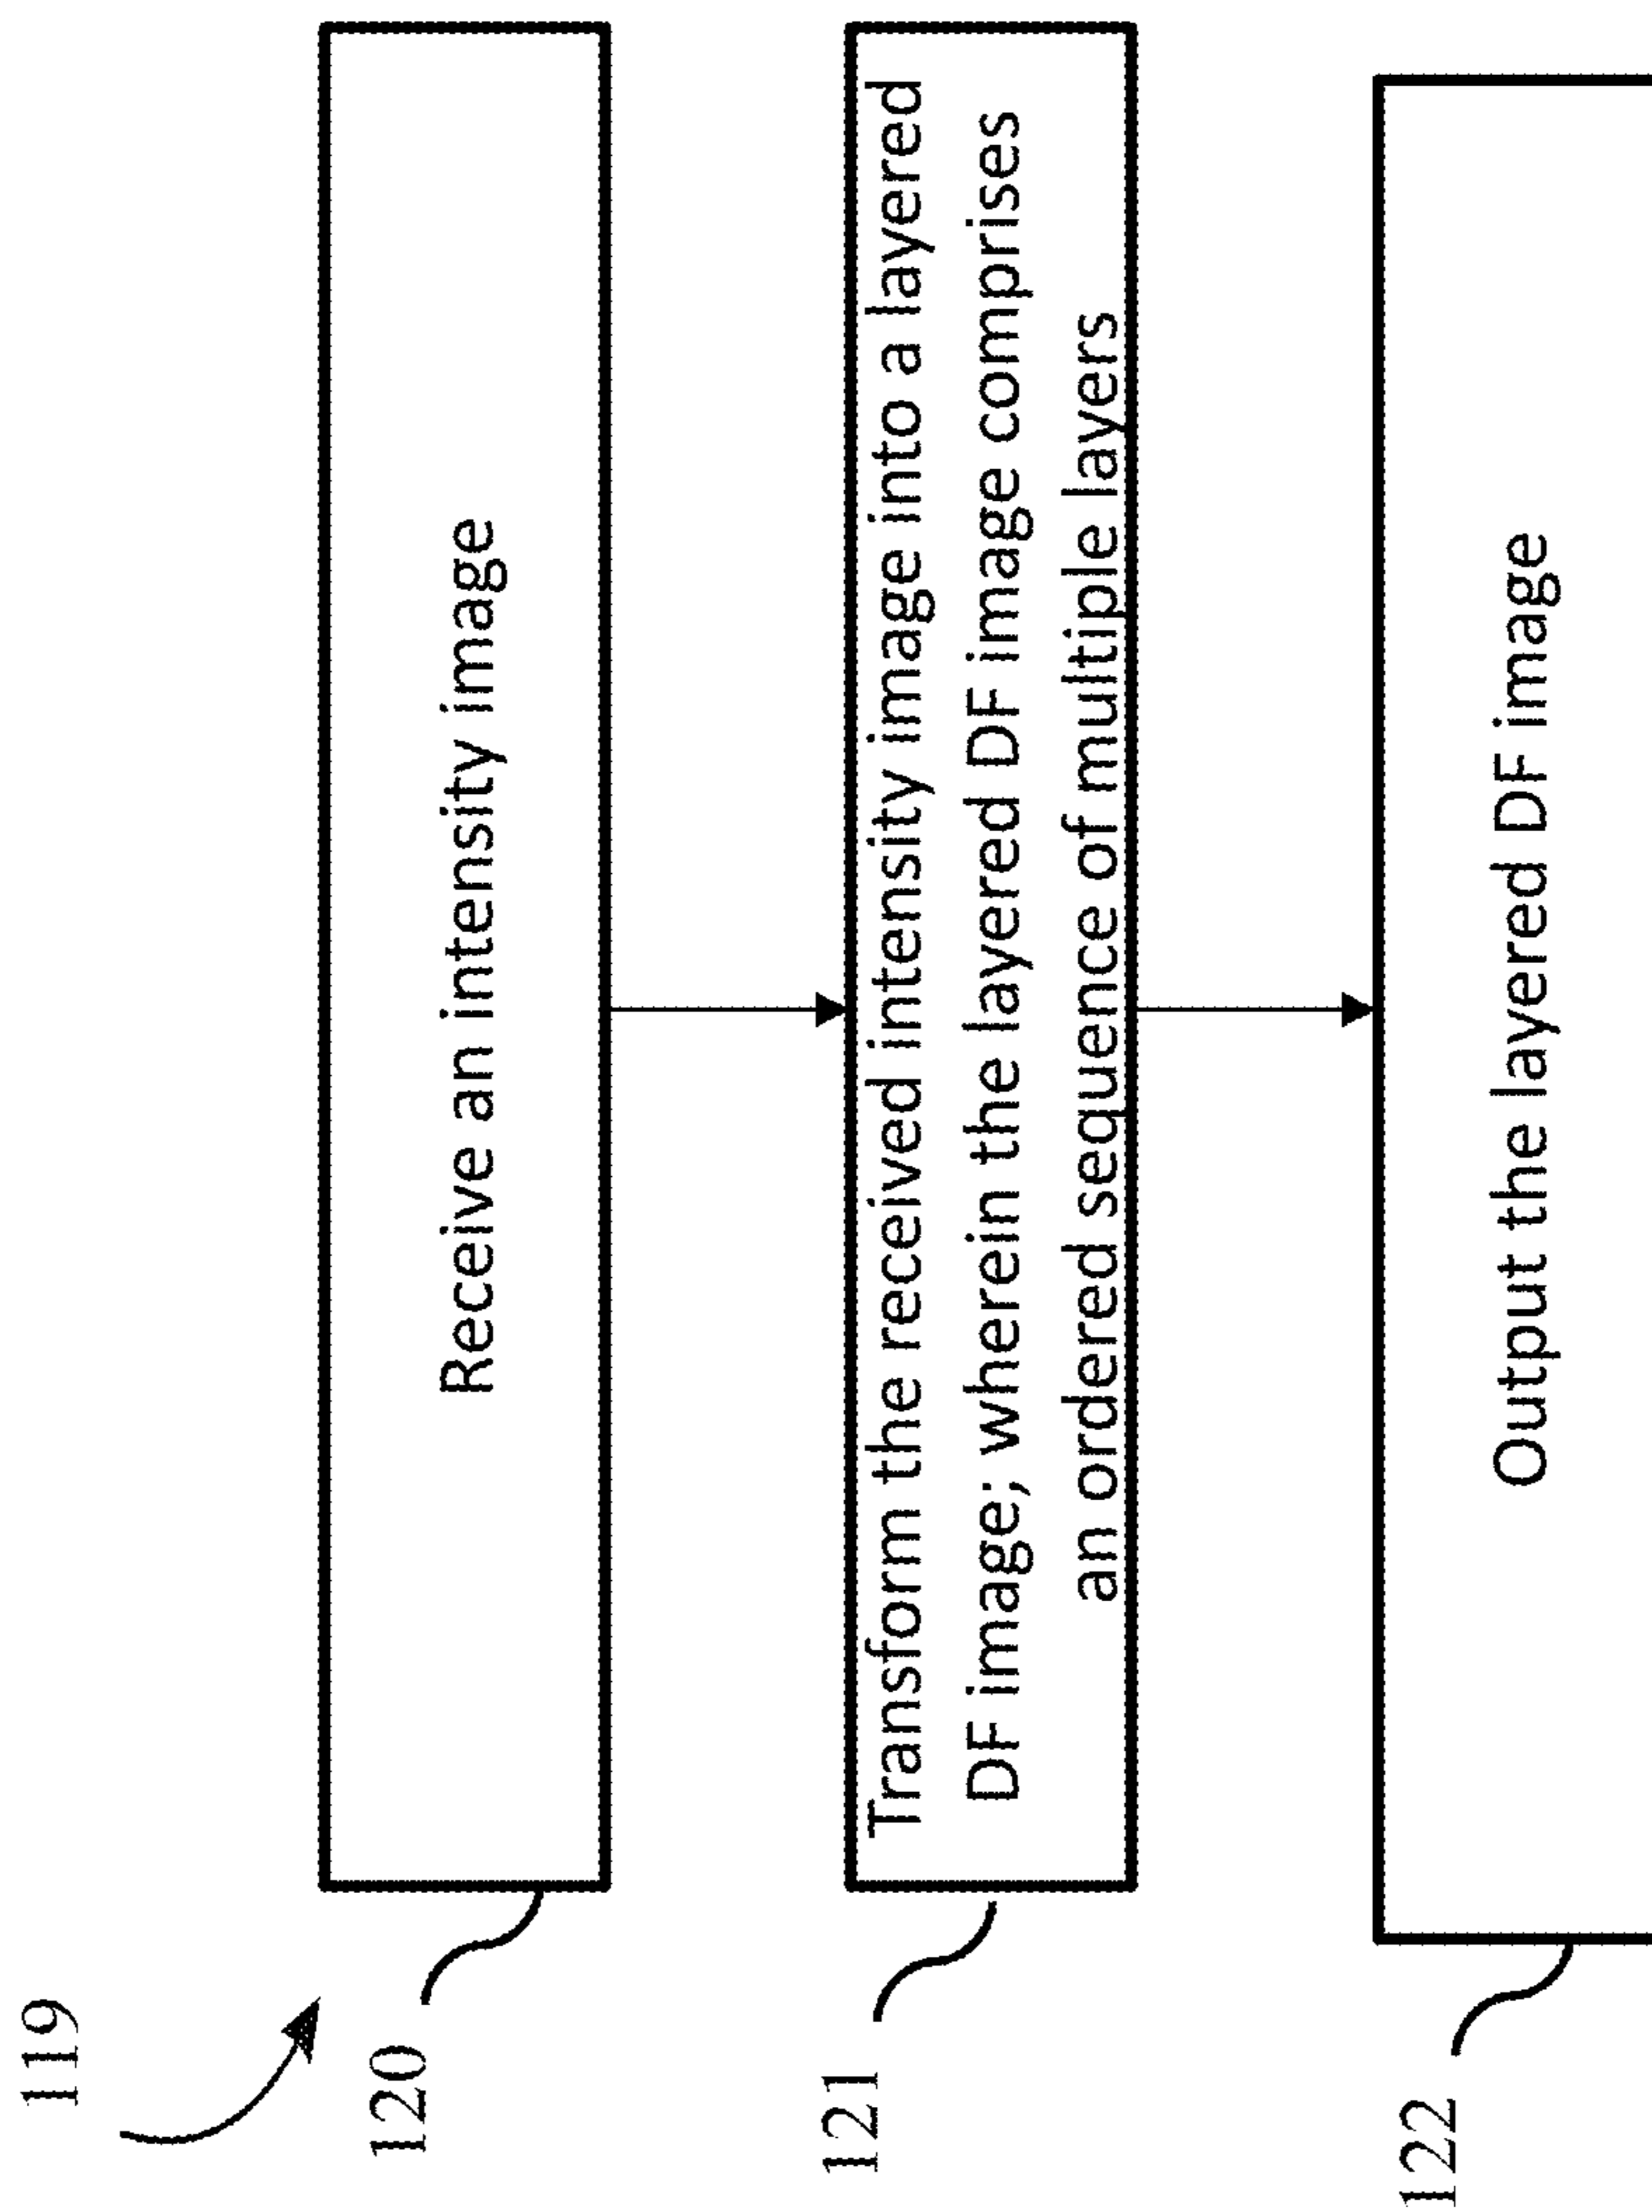 119
120
Receive an intensity image
121
Transform the received intensity image into a layered
DF image; wherein the layered DF image comprises
an ordered sequence of multiple layers
122
Output the layered DF image